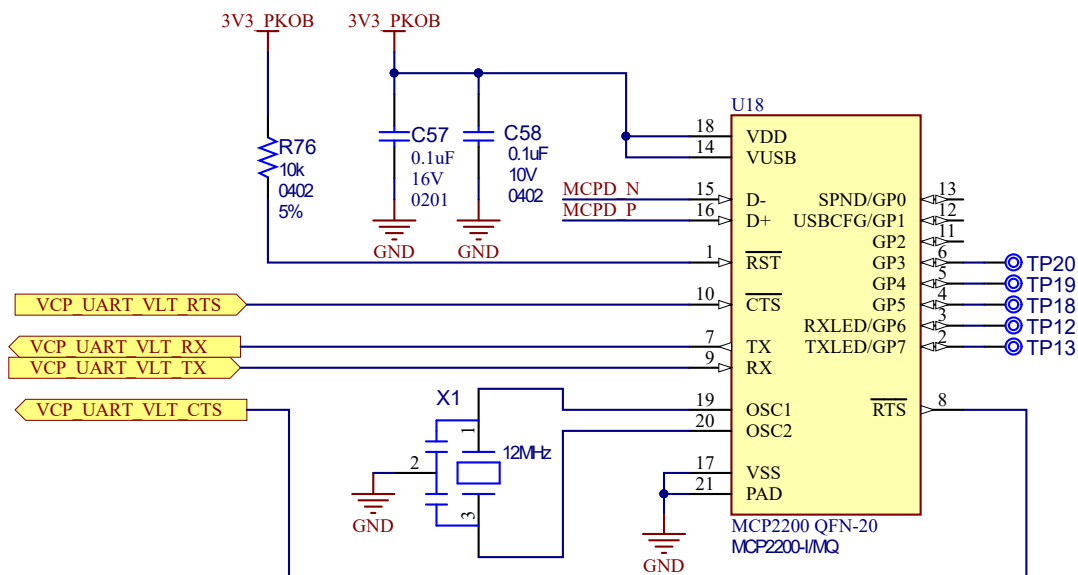 3V3_PKOB
3V3_PKOB
R76
10k
0402
5%
C57
0.1uF
16V
0201
C58
0.1uF
10V
0402
GND
GND
U18
18 VDD
14 VUSB
MCPD_N 15 D-
MCPD_P 16 D+
1 RST
VCP_UART_VLT_RTS 10 CTS
VCP_UART_VLT_RX 7 TX
VCP_UART_VLT_TX 9 RX
VCP_UART_VLT_CTS
19 OSC1
20 OSC2
17 VSS
21 PAD
SPND/GP0 13
USBCFG/GP1 12
GP2 11
GP3 6 TP20
GP4 5 TP19
GP5 4 TP18
RXLED/GP6 3 TP12
TXLED/GP7 2 TP13
RTS 8
X1
1
2
3
12MHz
GND
GND
MCP2200 QFN-20
MCP2200-I/MQ